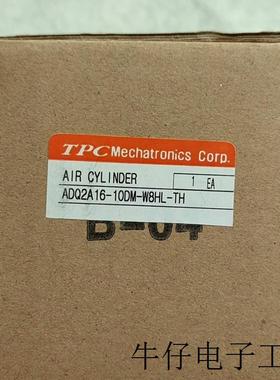 TPC Mechatronics Corp.
AIR CYLINDER 1 EA
ADQ2A16-10DM-W8HL-TH
B-04
牛仔电子工